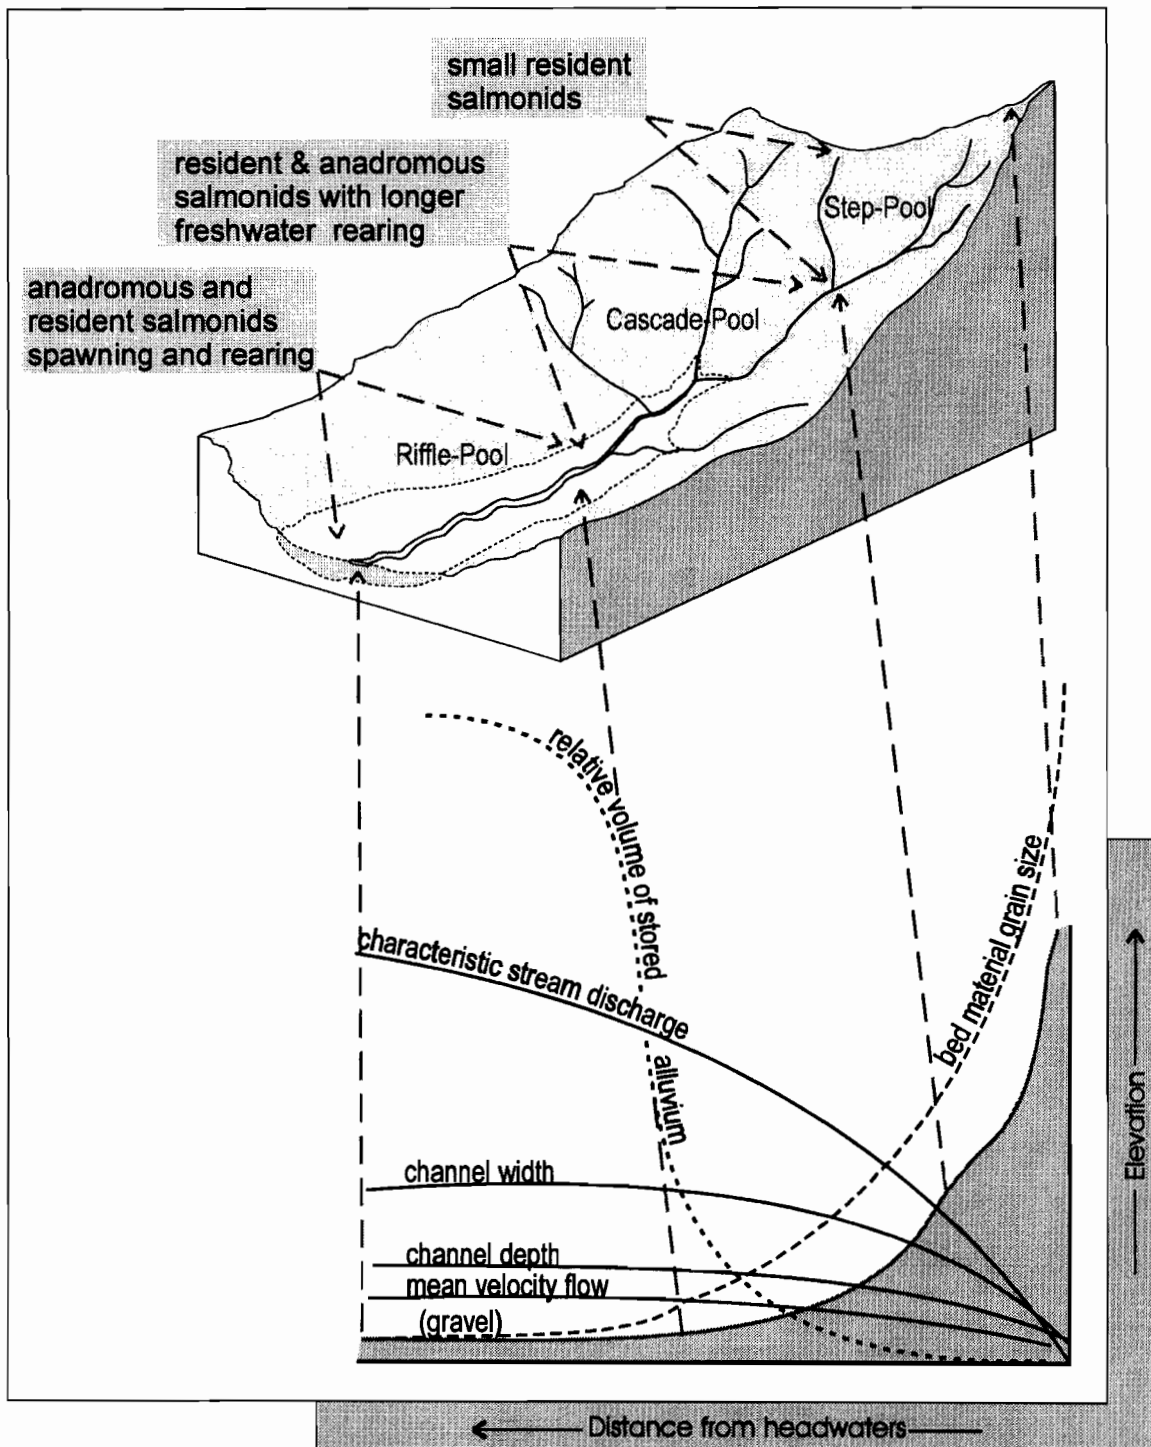 small resident
salmonids
resident & anadromous
salmonids with longer
freshwater rearing
anadromous and
resident salmonids
spawning and rearing
Step-Pool
Cascade-Pool
Riffle-Pool
relative volume of stored
alluvium
bed material grain size
characteristic stream discharge
channel width
channel depth
mean velocity flow
(gravel)
Elevation
Distance from headwaters